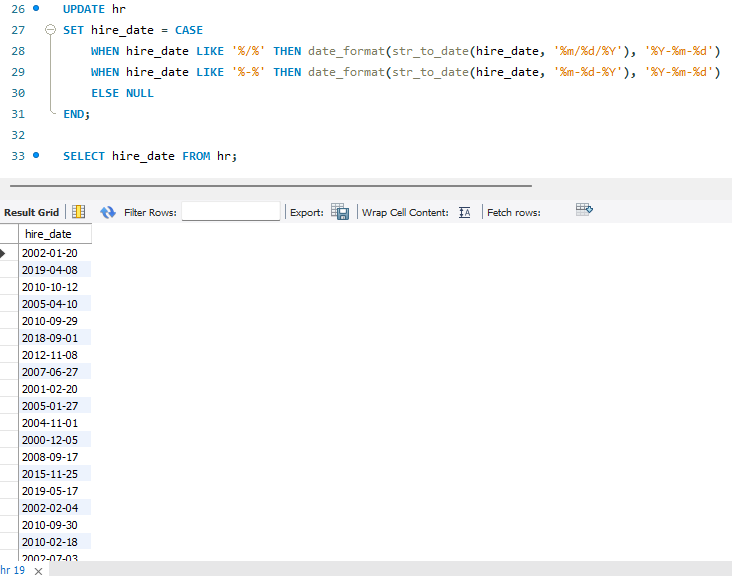 26 UPDATE hr
27 SET hire_date = CASE
28 WHEN hire_date LIKE '%/%' THEN date_format(str_to_date(hire_date, '%m/%d/%Y'), '%Y-%m-%d')
29 WHEN hire_date LIKE '%-%' THEN date_format(str_to_date(hire_date, '%m-%d-%Y'), '%Y-%m-%d')
30 ELSE NULL
31 END;
32
33 SELECT hire_date FROM hr;
Result Grid Filter Rows: Export: Wrap Cell Content: IA Fetch rows:
hire_date
2002-01-20
2019-04-08
2010-10-12
2005-04-10
2010-09-29
2018-09-01
2012-11-08
2007-06-27
2001-02-20
2005-01-27
2004-11-01
2000-12-05
2008-09-17
2015-11-25
2019-05-17
2002-02-04
2010-09-30
2010-02-18
2002-07-03
hr 19